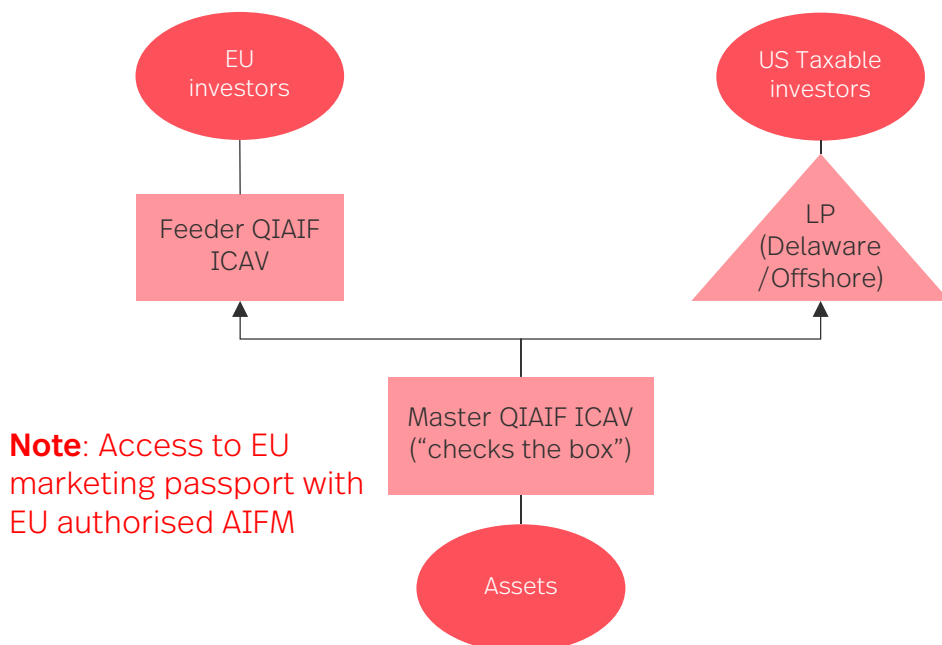 EU
investors
US Taxable
investors
Feeder QIAIF
ICAV
LP
(Delaware
/Offshore)
Master QIAIF ICAV
(“checks the box”)
Note: Access to EU
marketing passport with
EU authorised AIFM
Assets